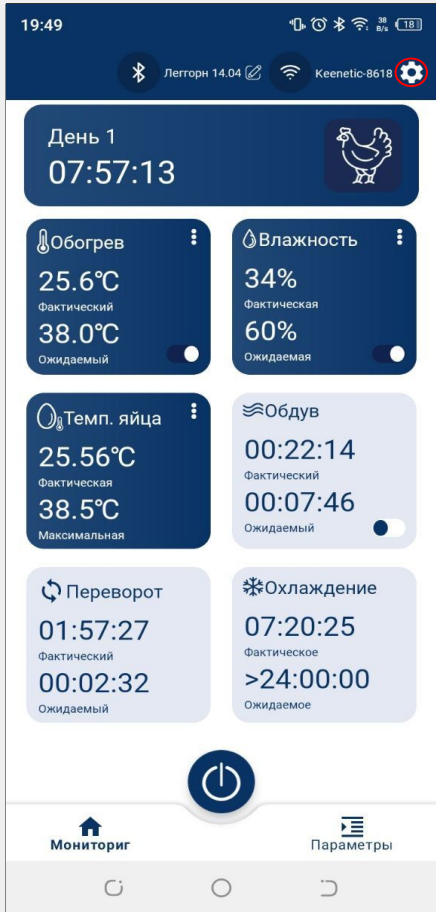 19:49
38 B/s 18
Леггорн 14.04 Keenetic-8618
День 1
07:57:13
Обогрев
25.6°C
Фактический
38.0°C
Ожидаемый
Влажность
34%
Фактическая
60%
Ожидаемая
Темп. яйца
25.56°C
Фактическая
38.5°C
Максимальная
Обдув
00:22:14
Фактический
00:07:46
Ожидаемый
Переворот
01:57:27
Фактический
00:02:32
Ожидаемый
Охлаждение
07:20:25
Фактическое
>24:00:00
Ожидаемое
Мониториг
Параметры